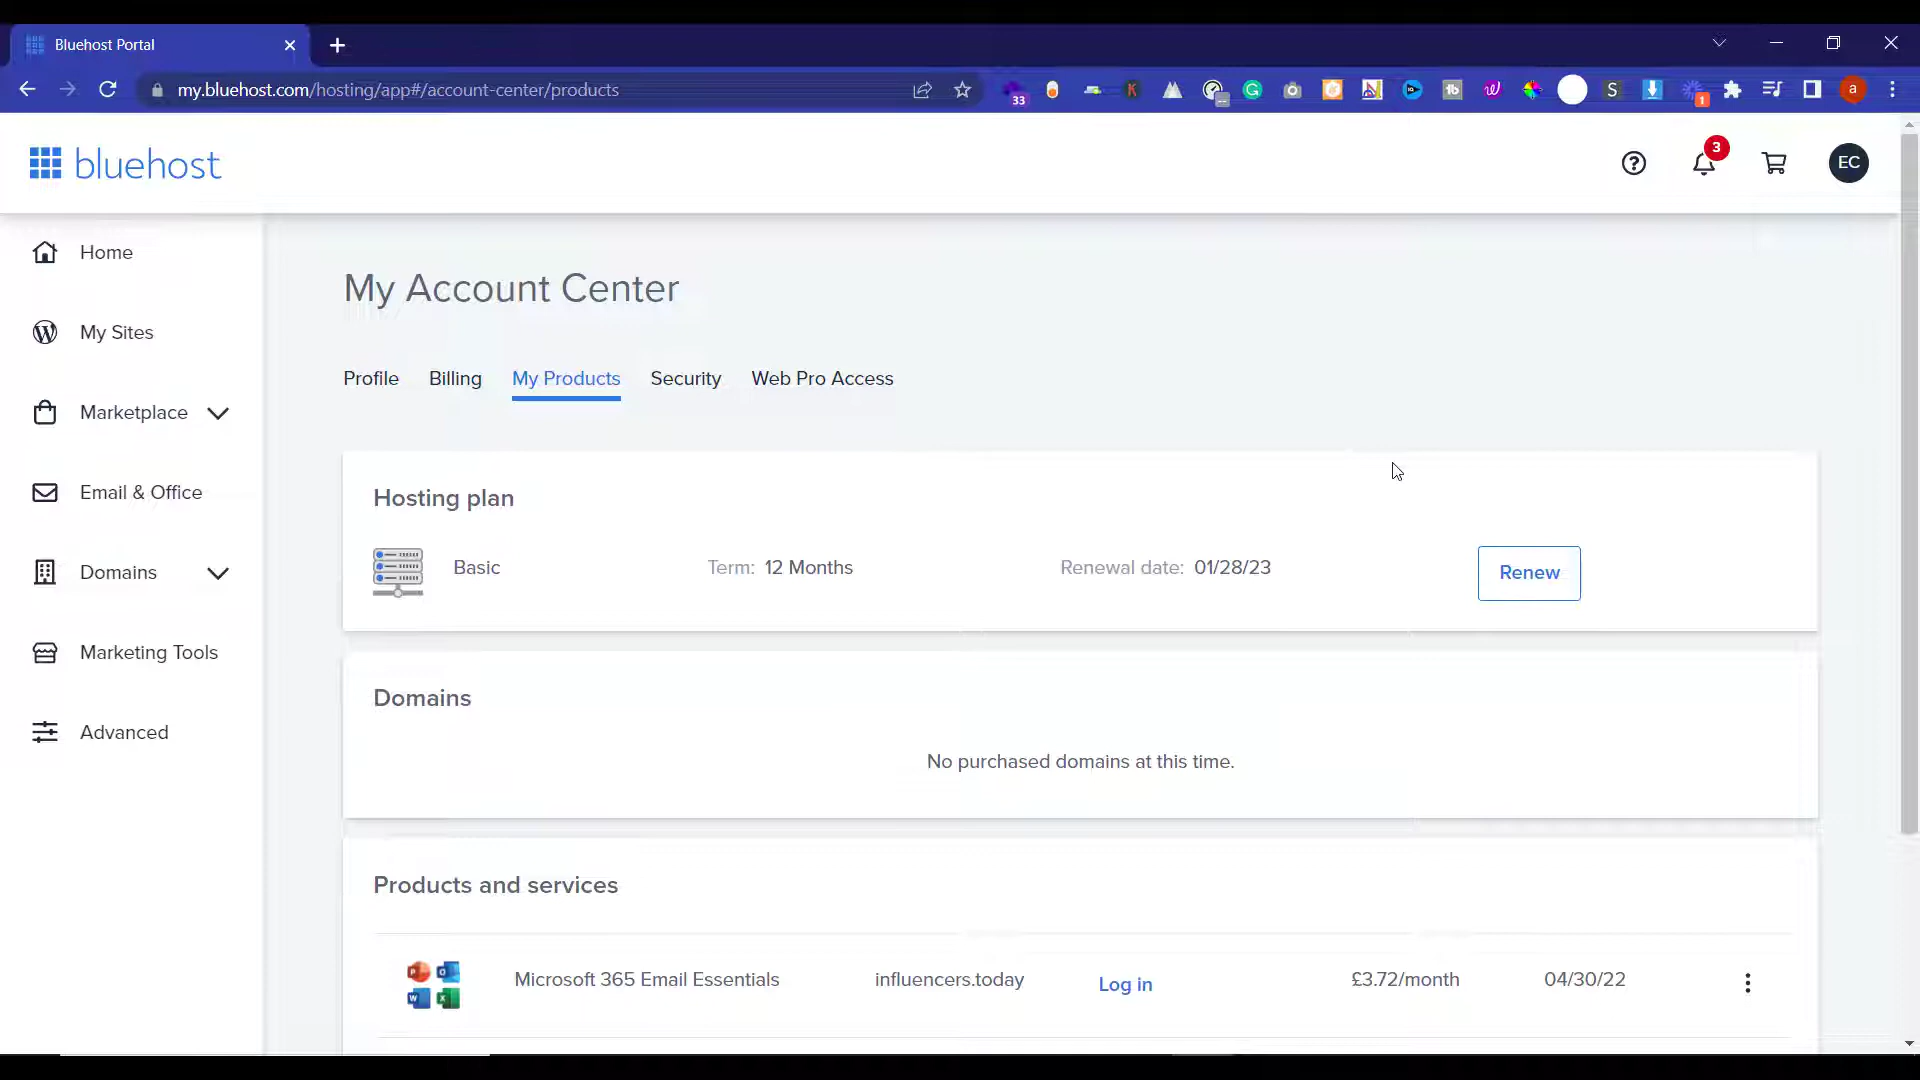 Bluehost Portal
my.bluehost.com/hosting/app#/account-center/products
33
K
tb
S
1
a
bluehost
3
EC
Home
My Sites
Marketplace
Email & Office
Domains
Marketing Tools
Advanced
My Account Center
Profile Billing My Products Security Web Pro Access
Hosting plan
Basic Term: 12 Months Renewal date: 01/28/23 Renew
Domains
No purchased domains at this time.
Products and services
Microsoft 365 Email Essentials influencers.today Log in £3.72/month 04/30/22